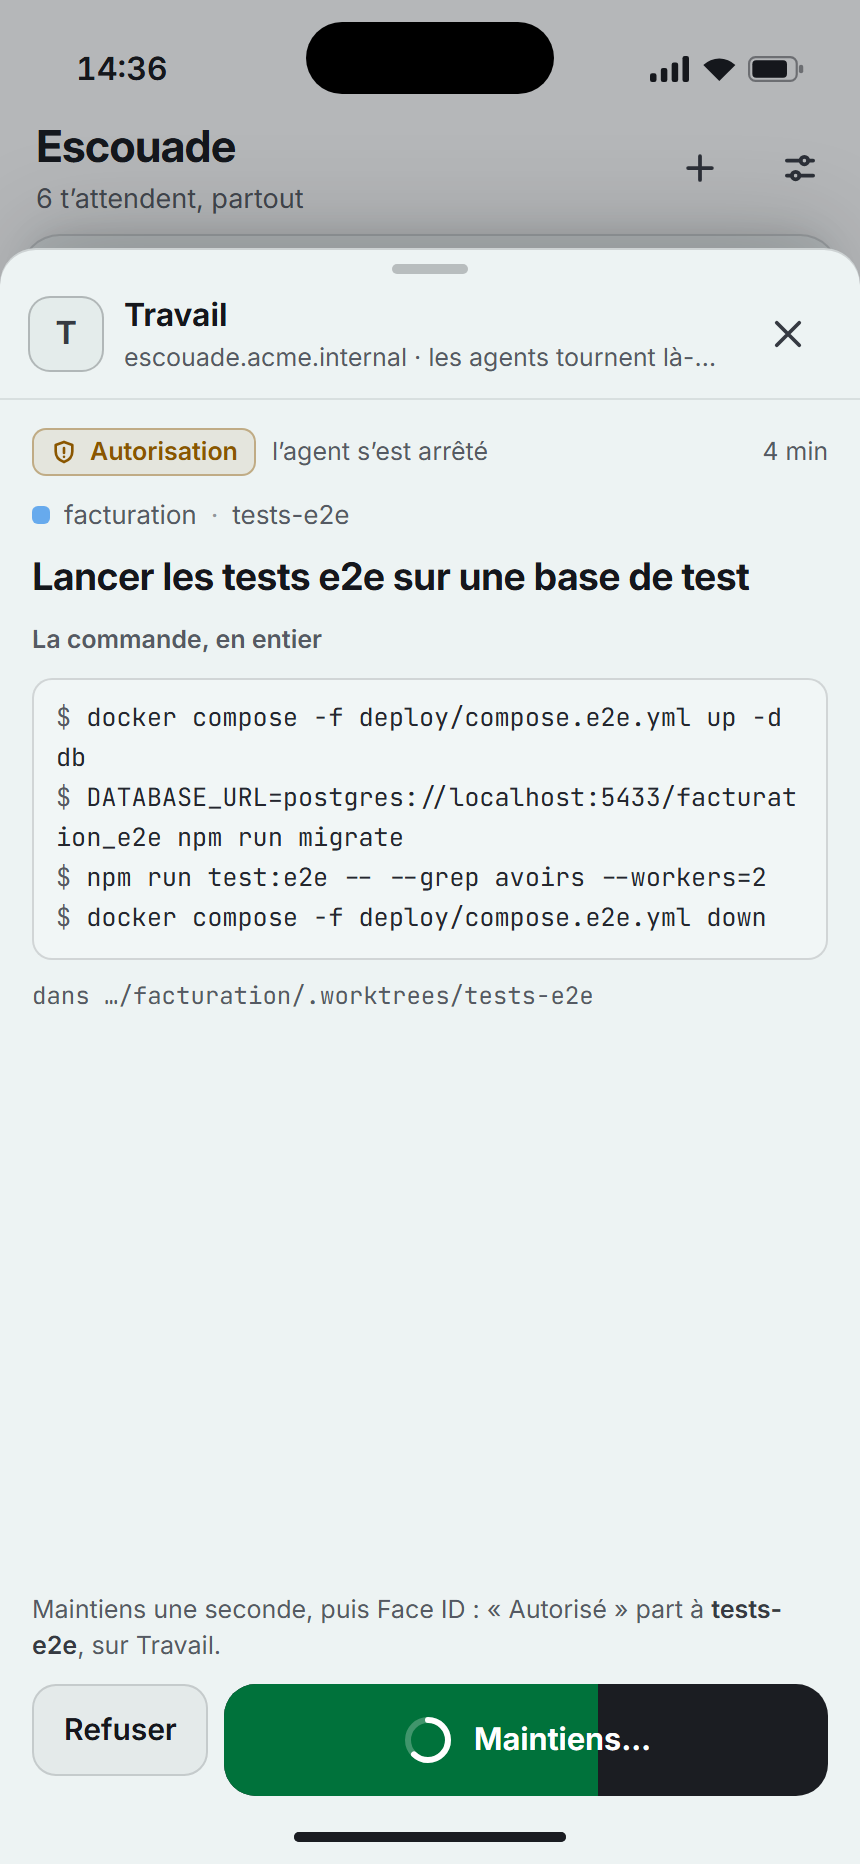 14:36
Escouade
6 t’attendent, partout
T
Travail
escouade.acme.internal · les agents tournent là-…
Autorisation
l’agent s’est arrêté
4 min
facturation · tests-e2e
Lancer les tests e2e sur une base de test
La commande, en entier
$ docker compose -f deploy/compose.e2e.yml up -d
db
$ DATABASE_URL=postgres://localhost:5433/facturat
ion_e2e npm run migrate
$ npm run test:e2e -- --grep avoirs --workers=2
$ docker compose -f deploy/compose.e2e.yml down
dans …/facturation/.worktrees/tests-e2e
Maintiens une seconde, puis Face ID : « Autorisé » part à tests-
e2e, sur Travail.
Refuser
Maintiens…